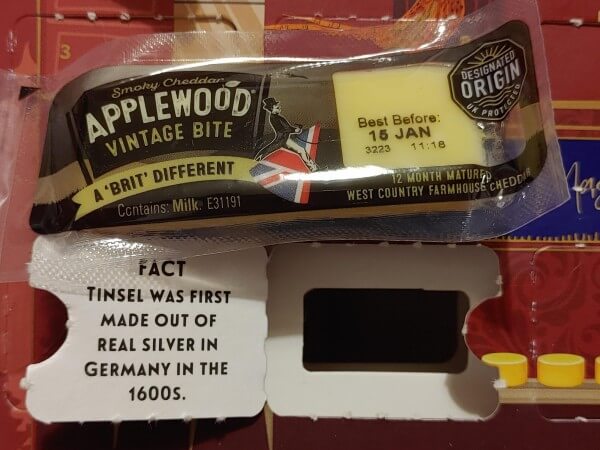 3
Smoky Cheddar
APPLEWOOD
VINTAGE BITE
A 'BRIT' DIFFERENT
Contains: Milk. E31191
Best Before:
15 JAN
3223 11:18
12 MONTH MATURED
WEST COUNTRY FARMHOUSE CHEDDAR
DESIGNATED
ORIGIN
UK PROTECTED
FACT
TINSEL WAS FIRST
MADE OUT OF
REAL SILVER IN
GERMANY IN THE
1600S.